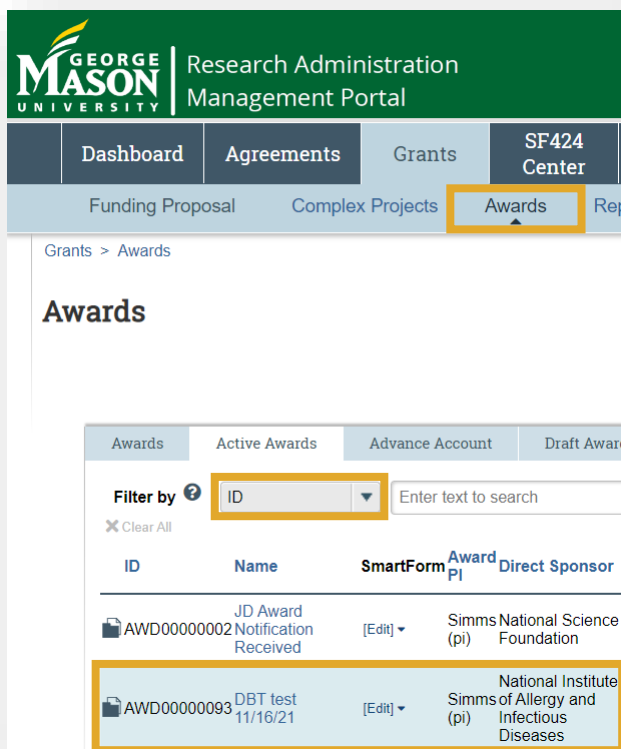 GEORGE
MASON
UNIVERSITY
Research Administration
Management Portal
Dashboard
Agreements
Grants
SF424
Center
Funding Proposal
Complex Projects
Awards
Grants > Awards
Awards
Awards
Active Awards
Advance Account
Draft
Filter by ?
ID
Enter text to search
Clear All
ID
Name
SmartForm
Award
PI
Direct Sponsor
AWD00000002
JD Award
Notification
Received
[Edit]
Simms
(pi)
National Science
Foundation
AWD00000093
DBT test
11/16/21
[Edit]
Simms
(pi)
National Institute
of Allergy and
Infectious
Diseases